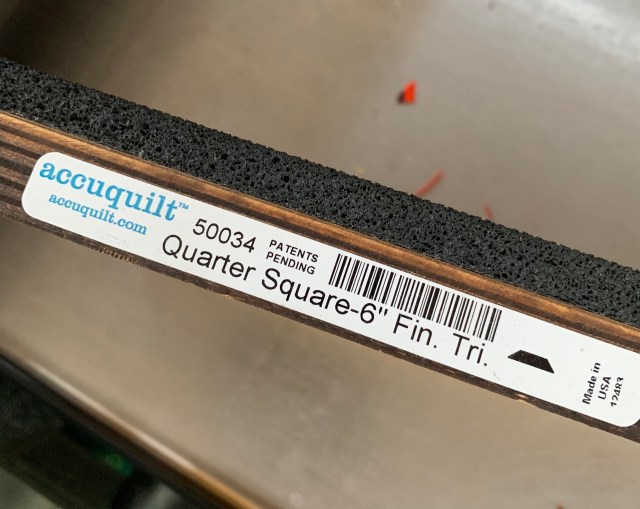 accuquilt™
accuquilt.com
50034
PATENTS
PENDING
Quarter Square-6" Fin. Tri.
Made in
USA